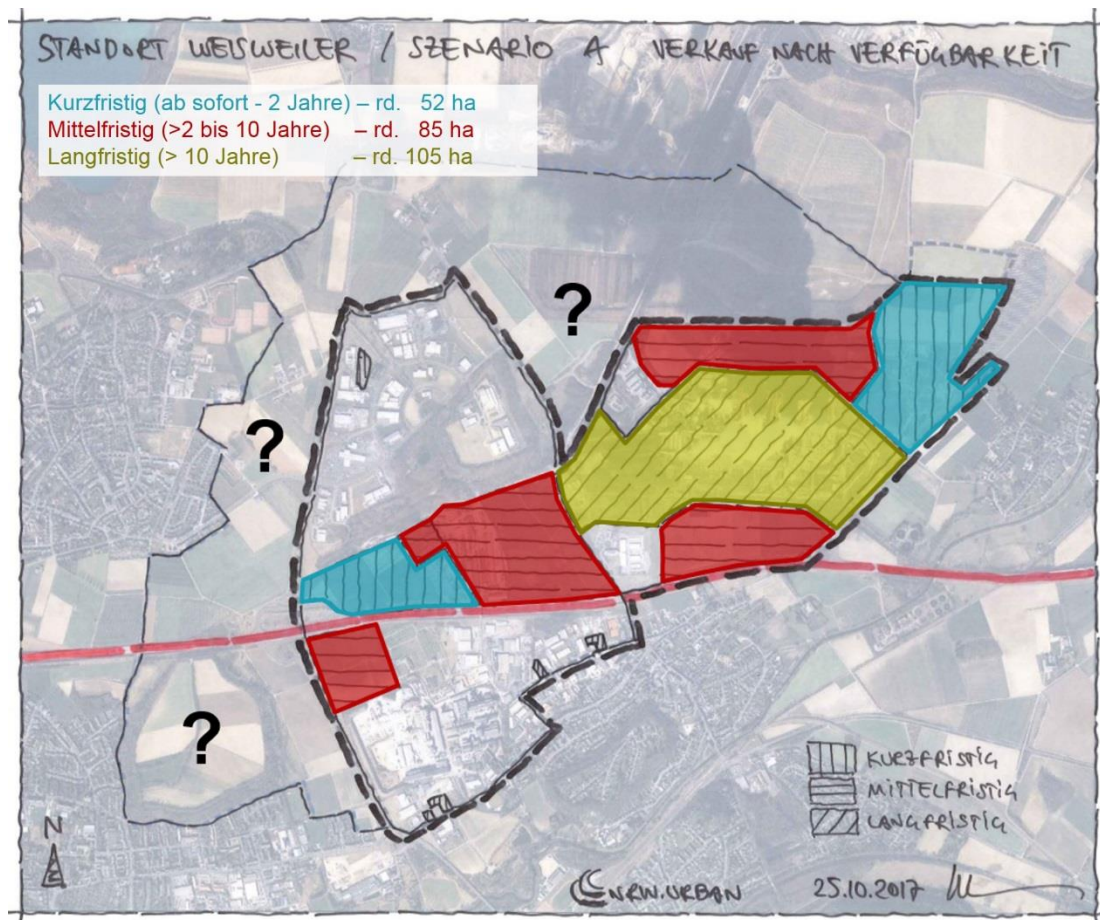 STANDORT WEISWEILER / SZENARIO A VERKAUF NACH VERFÜGBARKEIT
Kurzfristig (ab sofort - 2 Jahre) – rd. 52 ha
Mittelfristig (>2 bis 10 Jahre) – rd. 85 ha
Langfristig (> 10 Jahre) – rd. 105 ha
?
?
?
KURZFRISTIG
MITTELFRISTIG
LANGFRISTIG
N
NRW.URBAN 25.10.2017